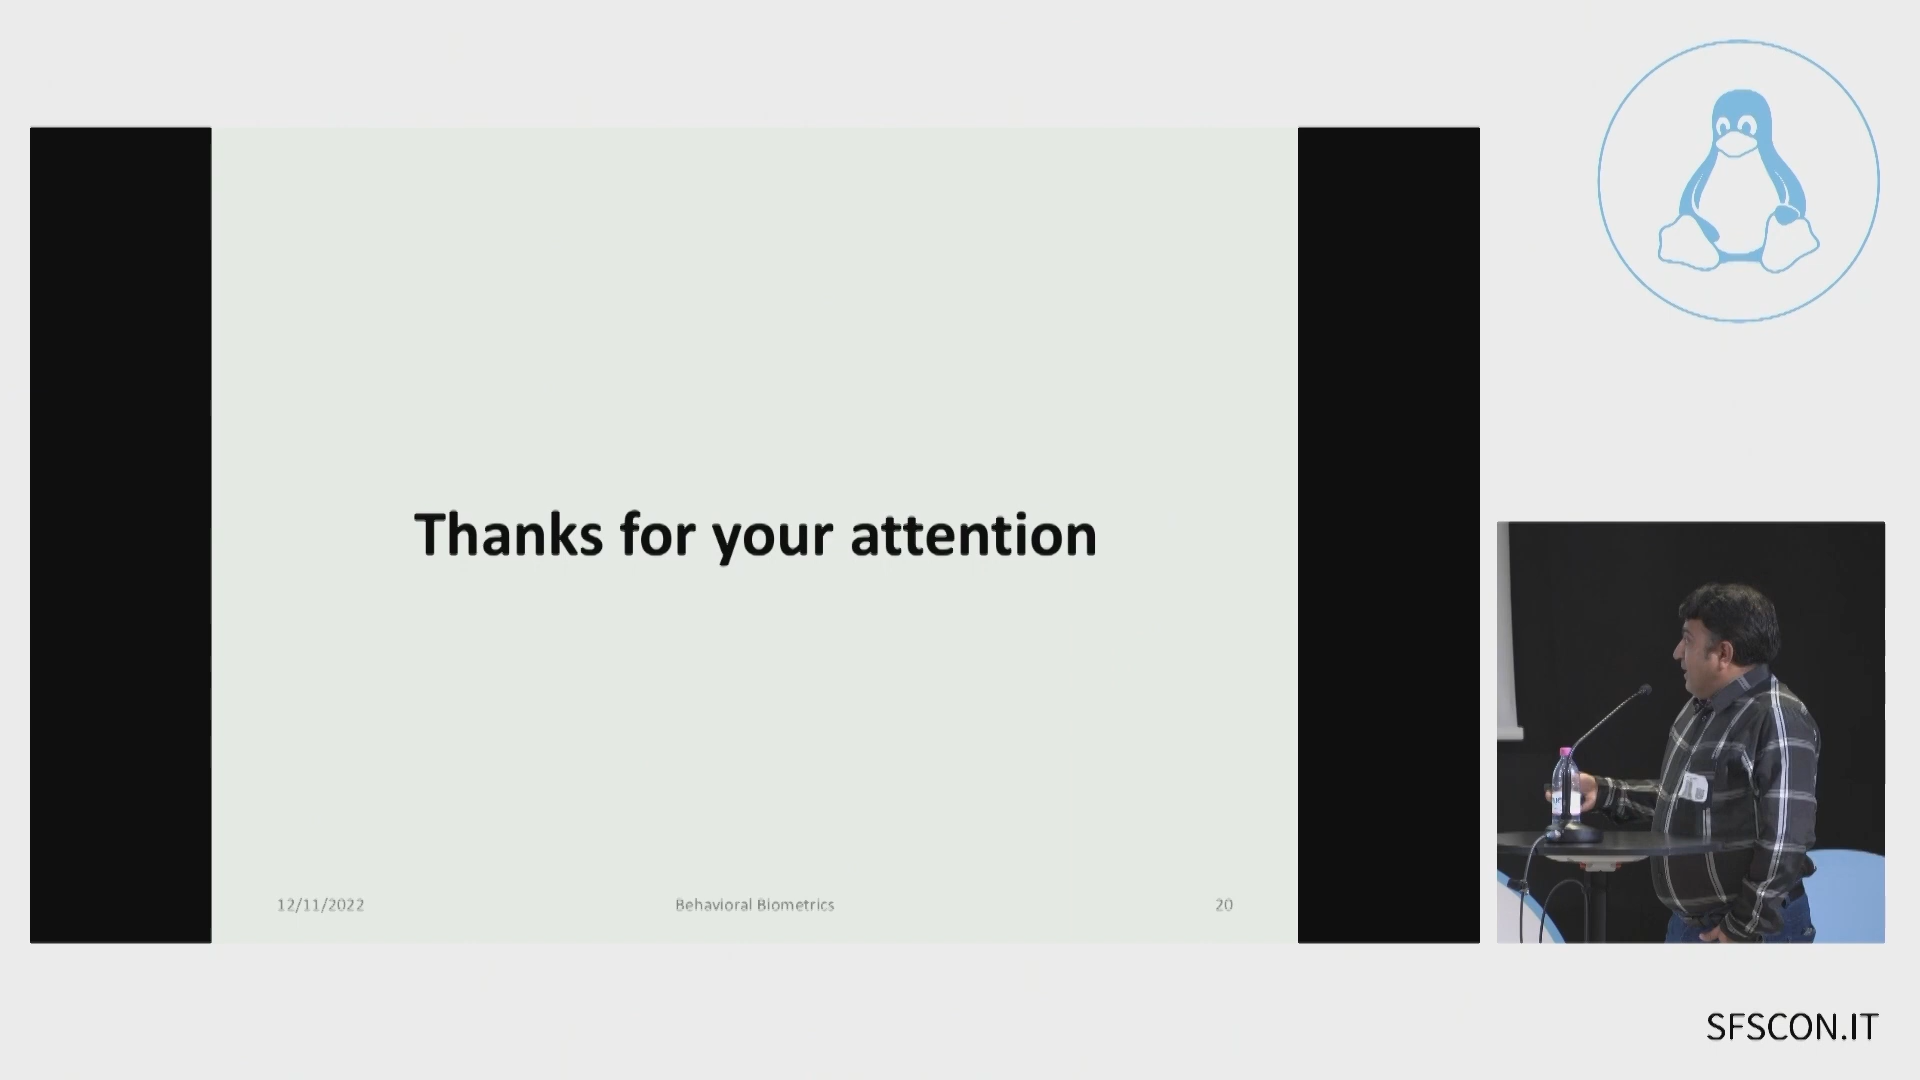 Thanks for your attention
12/11/2022
Behavioral Biometrics
20
SFSCON.IT